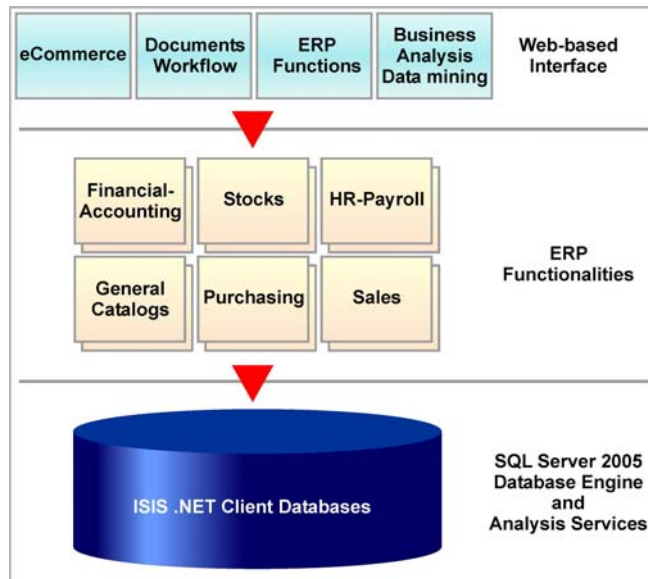 eCommerce
Documents
Workflow
ERP
Functions
Business
Analysis
Data mining
Web-based
Interface
Financial-
Accounting
Stocks
HR-Payroll
General
Catalogs
Purchasing
Sales
ERP
Functionalities
ISIS .NET Client Databases
SQL Server 2005
Database Engine
and
Analysis Services